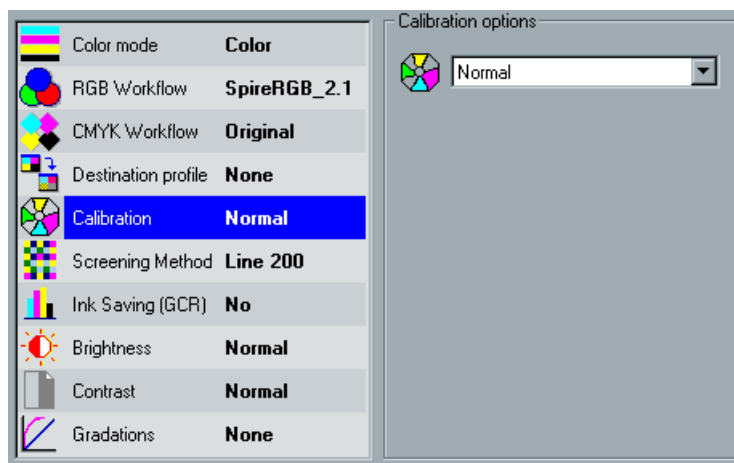 Color mode Color
RGB Workflow SpireRGB_2.1
CMYK Workflow Original
Destination profile None
Calibration Normal
Screening Method Line 200
Ink Saving (GCR) No
Brightness Normal
Contrast Normal
Gradations None
Calibration options
Normal